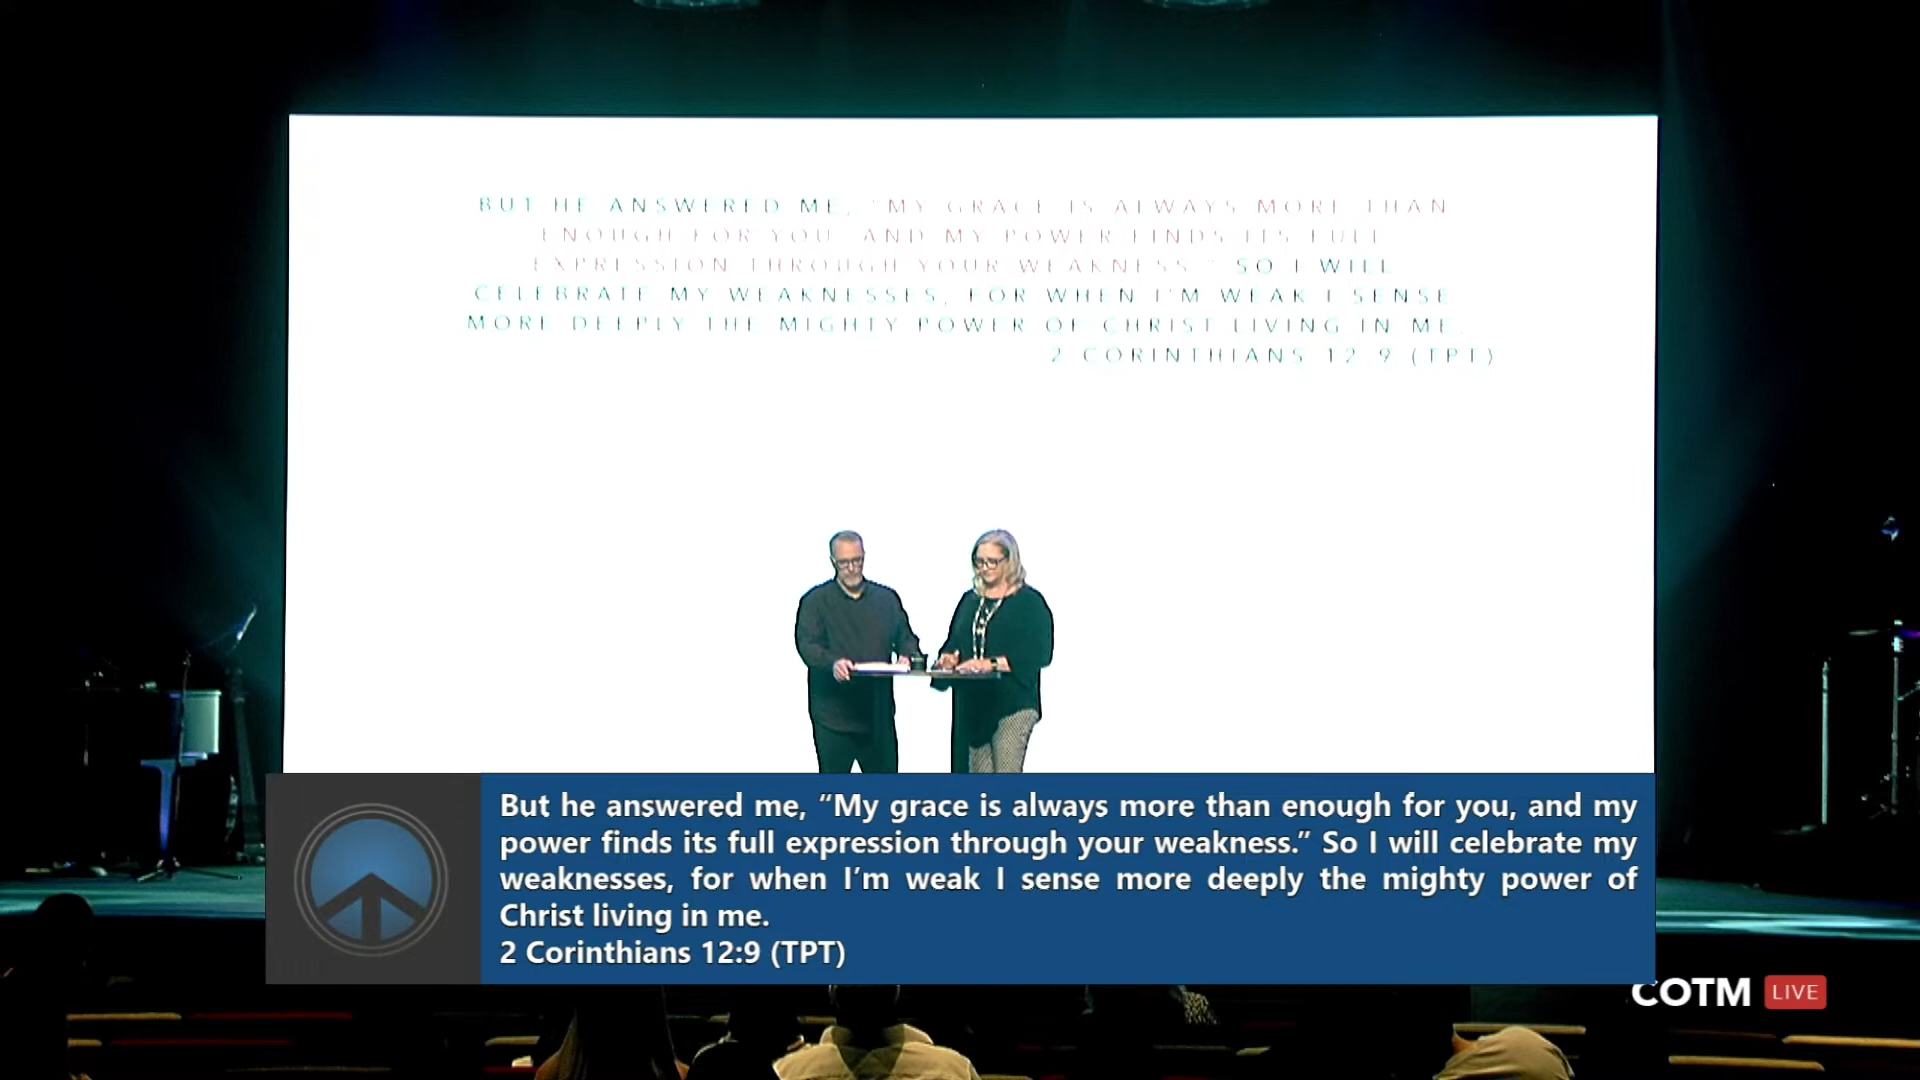 BUT HE ANSWERED ME, "MY GRACE IS ALWAYS MORE THAN
ENOUGH FOR YOU, AND MY POWER FINDS ITS FULL
EXPRESSION THROUGH YOUR WEAKNESS." SO I WILL
CELEBRATE MY WEAKNESSES, FOR WHEN I'M WEAK I SENSE
MORE DEEPLY THE MIGHTY POWER OF CHRIST LIVING IN ME.
2 CORINTHIANS 12:9 (TPT)
But he answered me, “My grace is always more than enough for you, and my
power finds its full expression through your weakness.” So I will celebrate my
weaknesses, for when I’m weak I sense more deeply the mighty power of
Christ living in me.
2 Corinthians 12:9 (TPT)
COTM LIVE